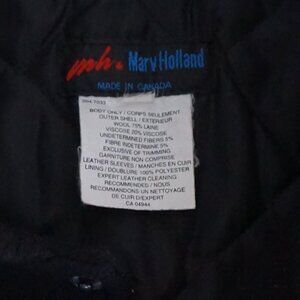 mh. Mary Holland
MADE IN CANADA
BODY ONLY / CORPS SEULEMENT
OUTER SHELL / EXTERIEUR
WOOL 75% LAINE
VISCOSE 20% VISCOSE
UNDETERMINED FIBERS 5%
FIBRE INDETERMINE 5%
EXCLUSIVE OF TRIMMING
GARNITURE NON COMPRISE
LEATHER SLEEVES / MANCHES EN CUIR
LINING / DOUBLURE 100% POLYESTER
EXPERT LEATHER CLEANING
RECOMMENDED / NOUS
RECOMMANDONS UN NETTOYAGE
DE CUIR D'EXPERT
CA 04944